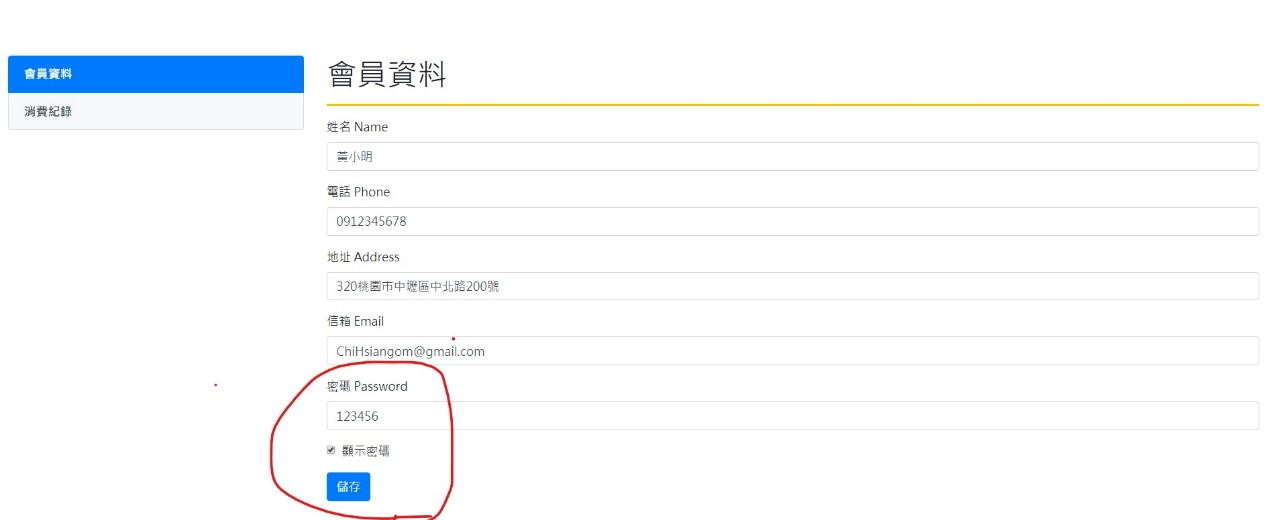 會員資料
消費紀錄
會員資料
姓名 Name
黃小明
電話 Phone
0912345678
地址 Address
320桃園市中壢區中北路200號
信箱 Email
ChiHsiangom@gmail.com
密碼 Password
123456
顯示密碼
儲存